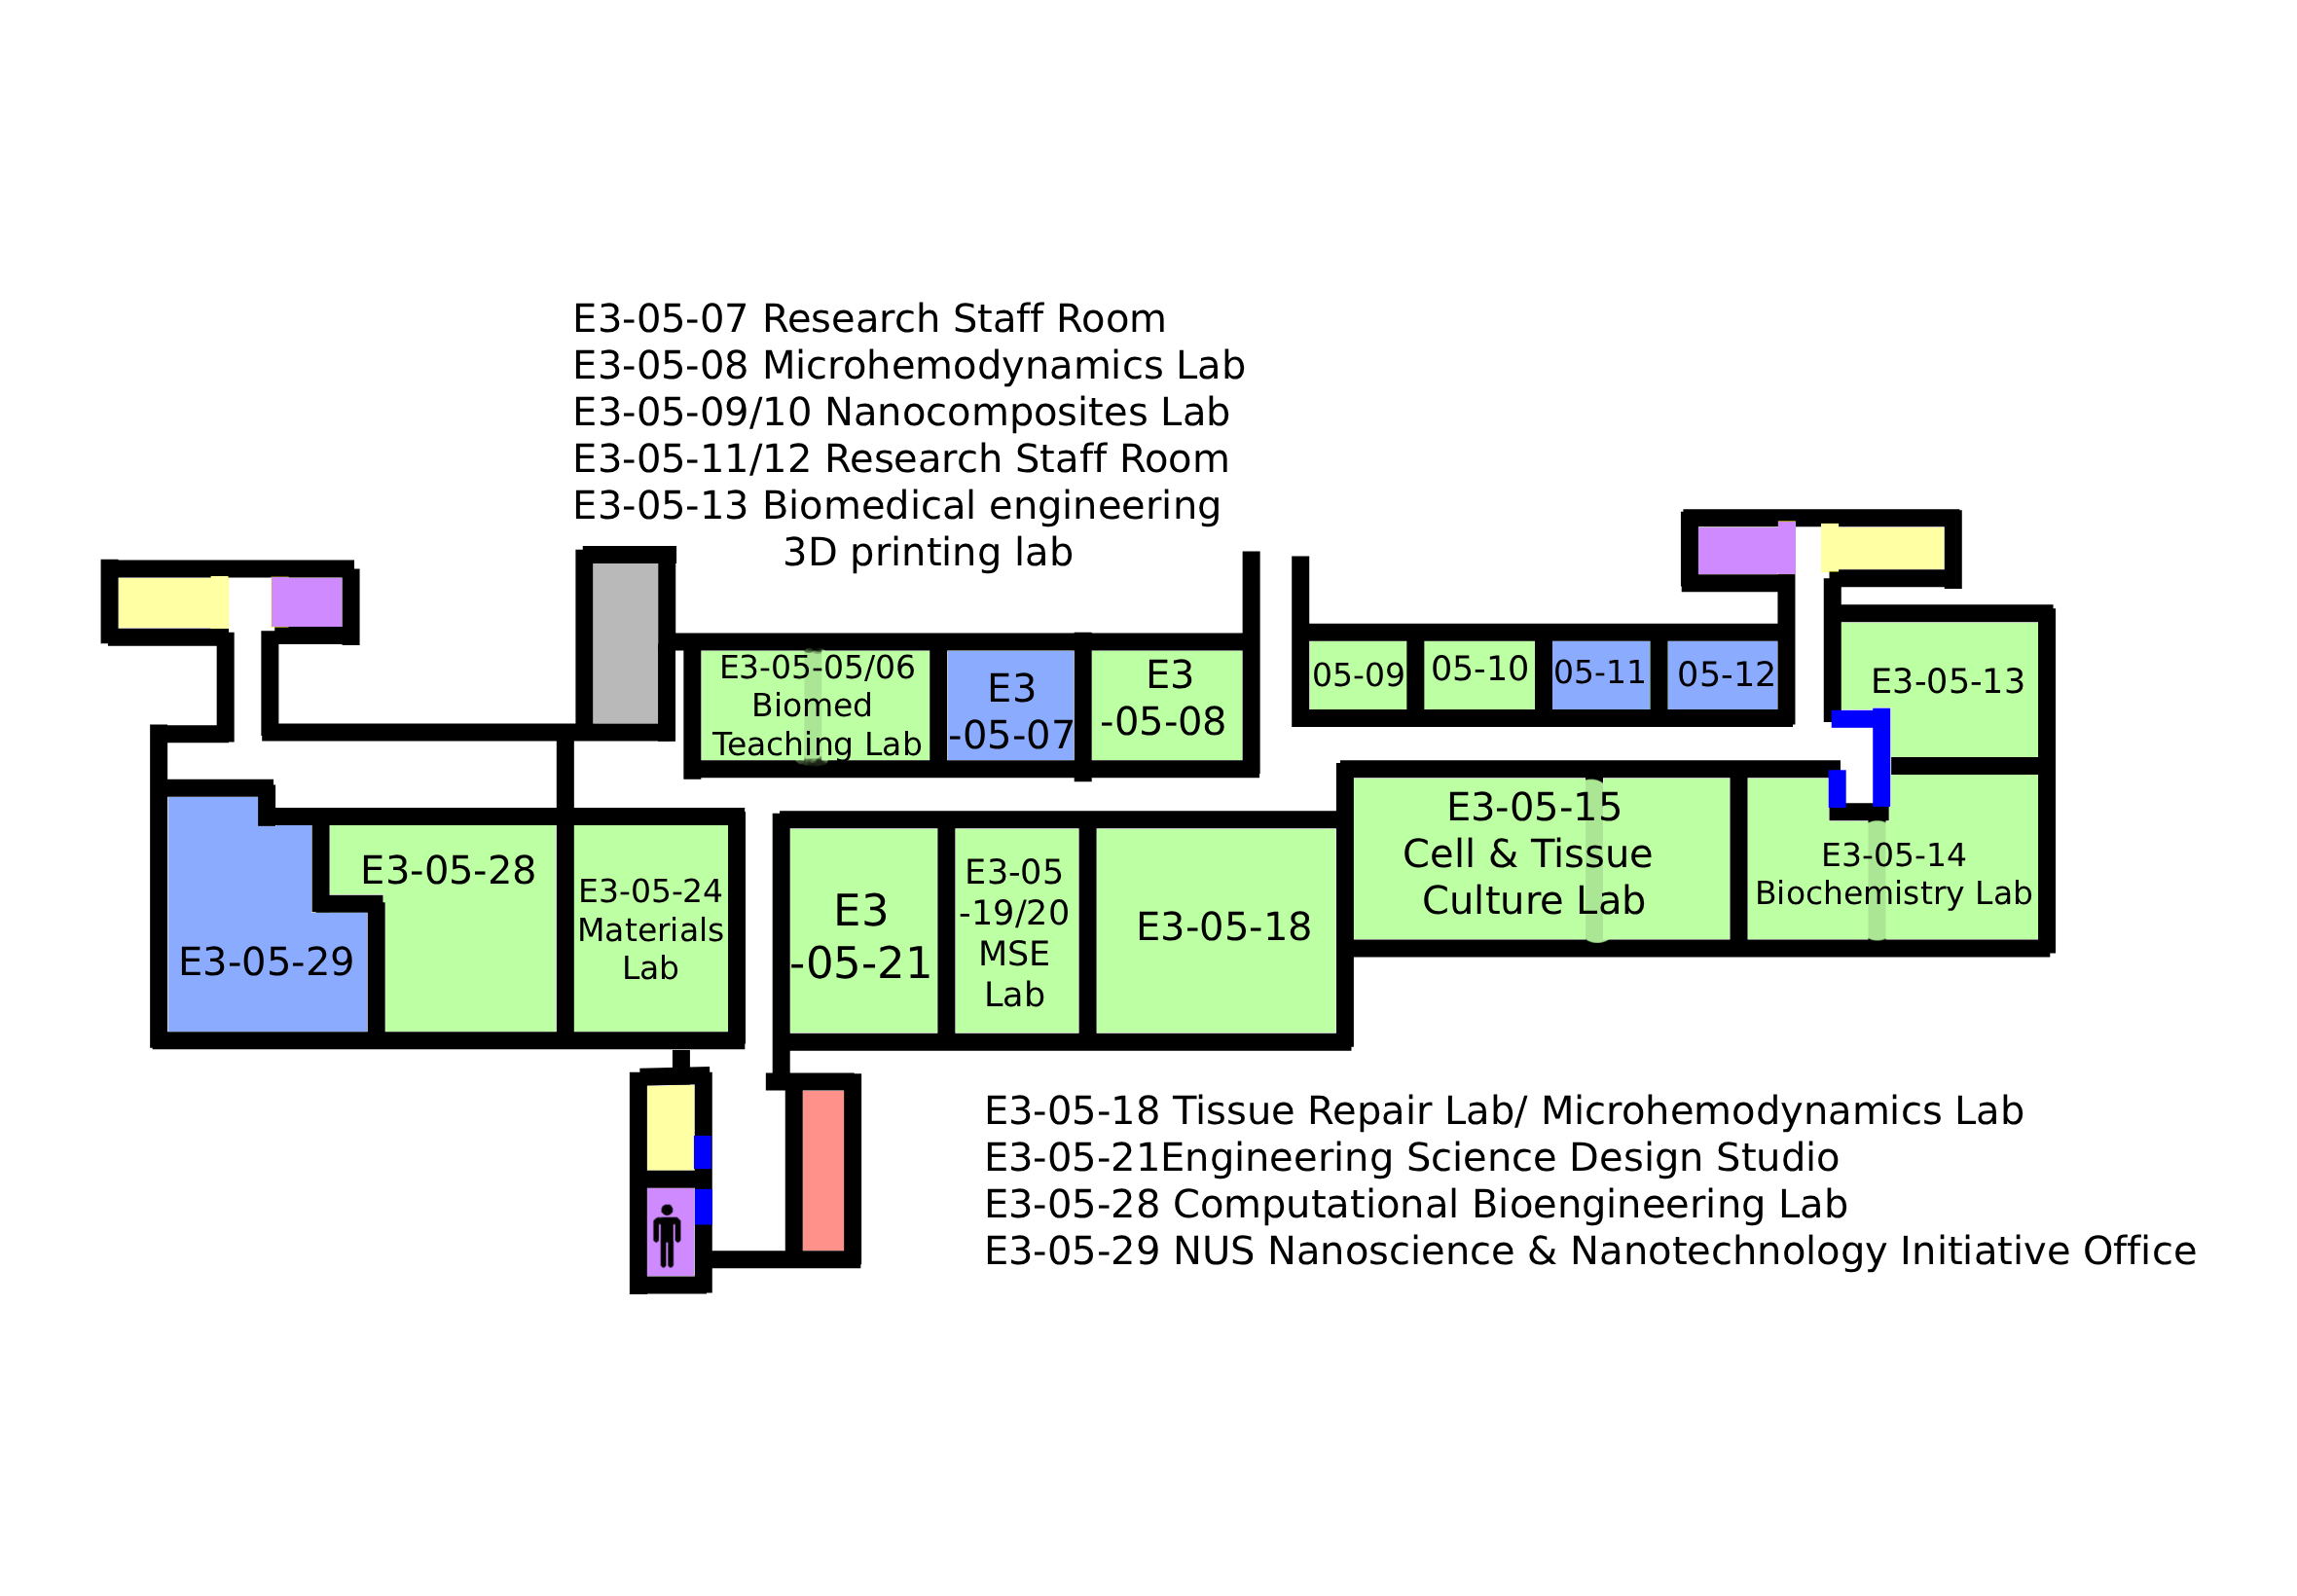 E3-05-07 Research Staff Room
E3-05-08 Microhemodynamics Lab
E3-05-09/10 Nanocomposites Lab
E3-05-11/12 Research Staff Room
E3-05-13 Biomedical engineering
3D printing lab
E3-05-05/06
Biomed
Teaching Lab
E3
-05-07
E3
-05-08
05-09
05-10
05-11
05-12
E3-05-13
E3-05-29
E3-05-28
E3-05-24
Materials
Lab
E3
-05-21
E3-05
-19/20
MSE
Lab
E3-05-18
E3-05-15
Cell & Tissue
Culture Lab
E3-05-14
Biochemistry Lab
E3-05-18 Tissue Repair Lab/ Microhemodynamics Lab
E3-05-21Engineering Science Design Studio
E3-05-28 Computational Bioengineering Lab
E3-05-29 NUS Nanoscience & Nanotechnology Initiative Office